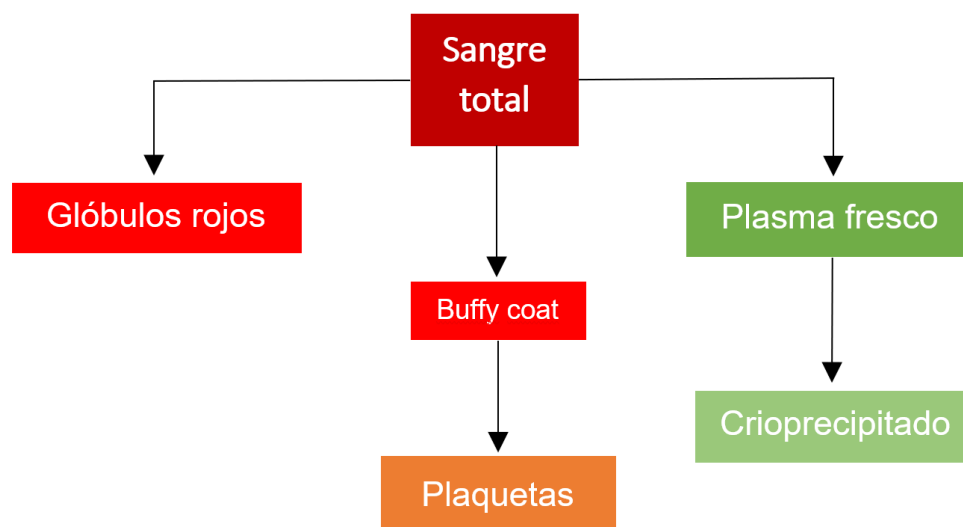 Sangre
total
Glóbulos rojos
Plasma fresco
Buffy coat
Crioprecipitado
Plaquetas